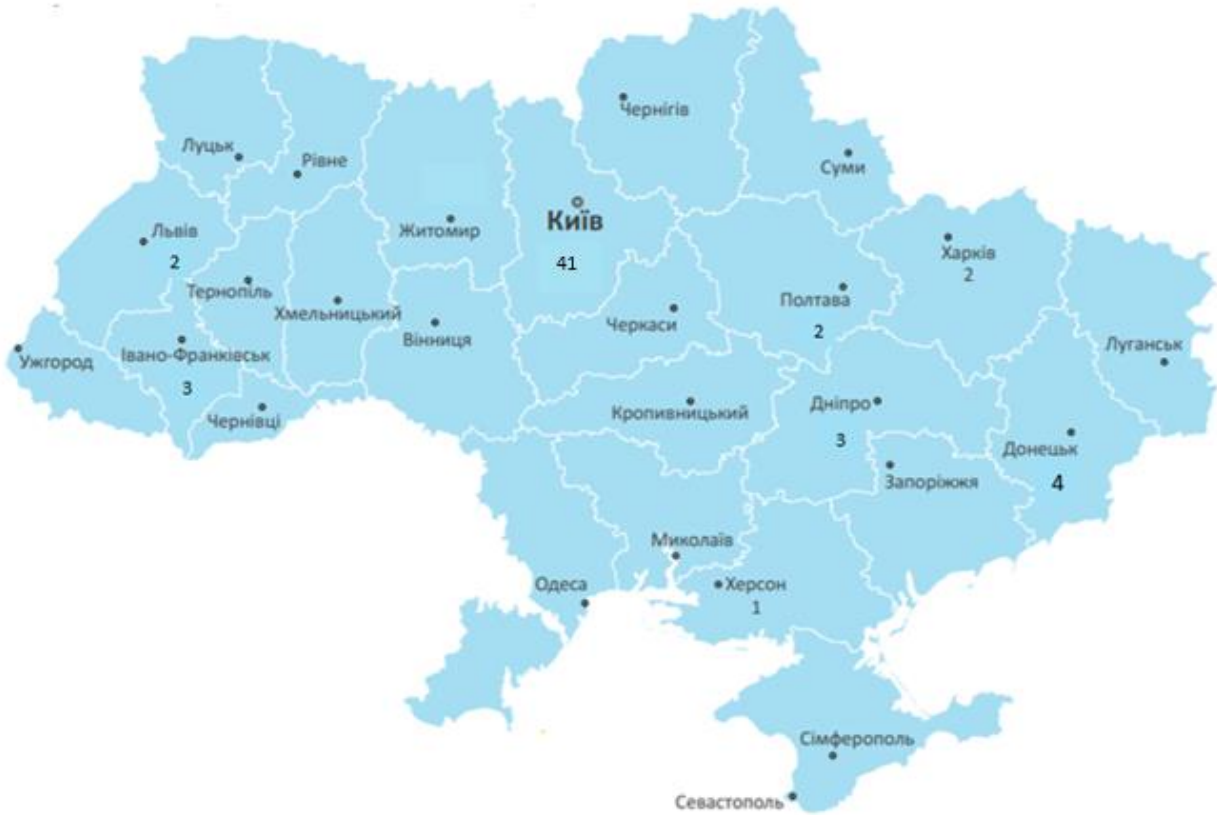 Чернігів
Луцьк
Рівне
Суми
Київ
41
Житомир
Львів
2
Харків
2
Тернопіль
Хмельницький
Полтава
2
Черкаси
Вінниця
Луганськ
Ужгород
Івано-Франківськ
3
Чернівці
Кропивницький
Дніпро
3
Донецьк
4
Запоріжжя
Миколаїв
Одеса
Херсон
1
Сімферополь
Севастополь